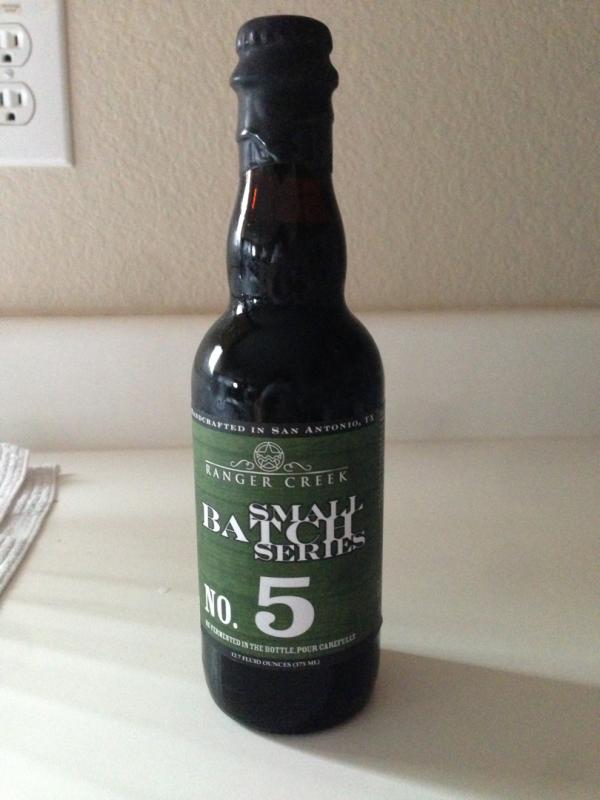 HANDCRAFTED IN SAN ANTONIO, TX
RANGER CREEK
SMALL
BATCH
SERIES
NO. 5
RE FERMENTED IN THE BOTTLE, POUR CAREFULLY
12.7 FLUID OUNCES (375 ML)